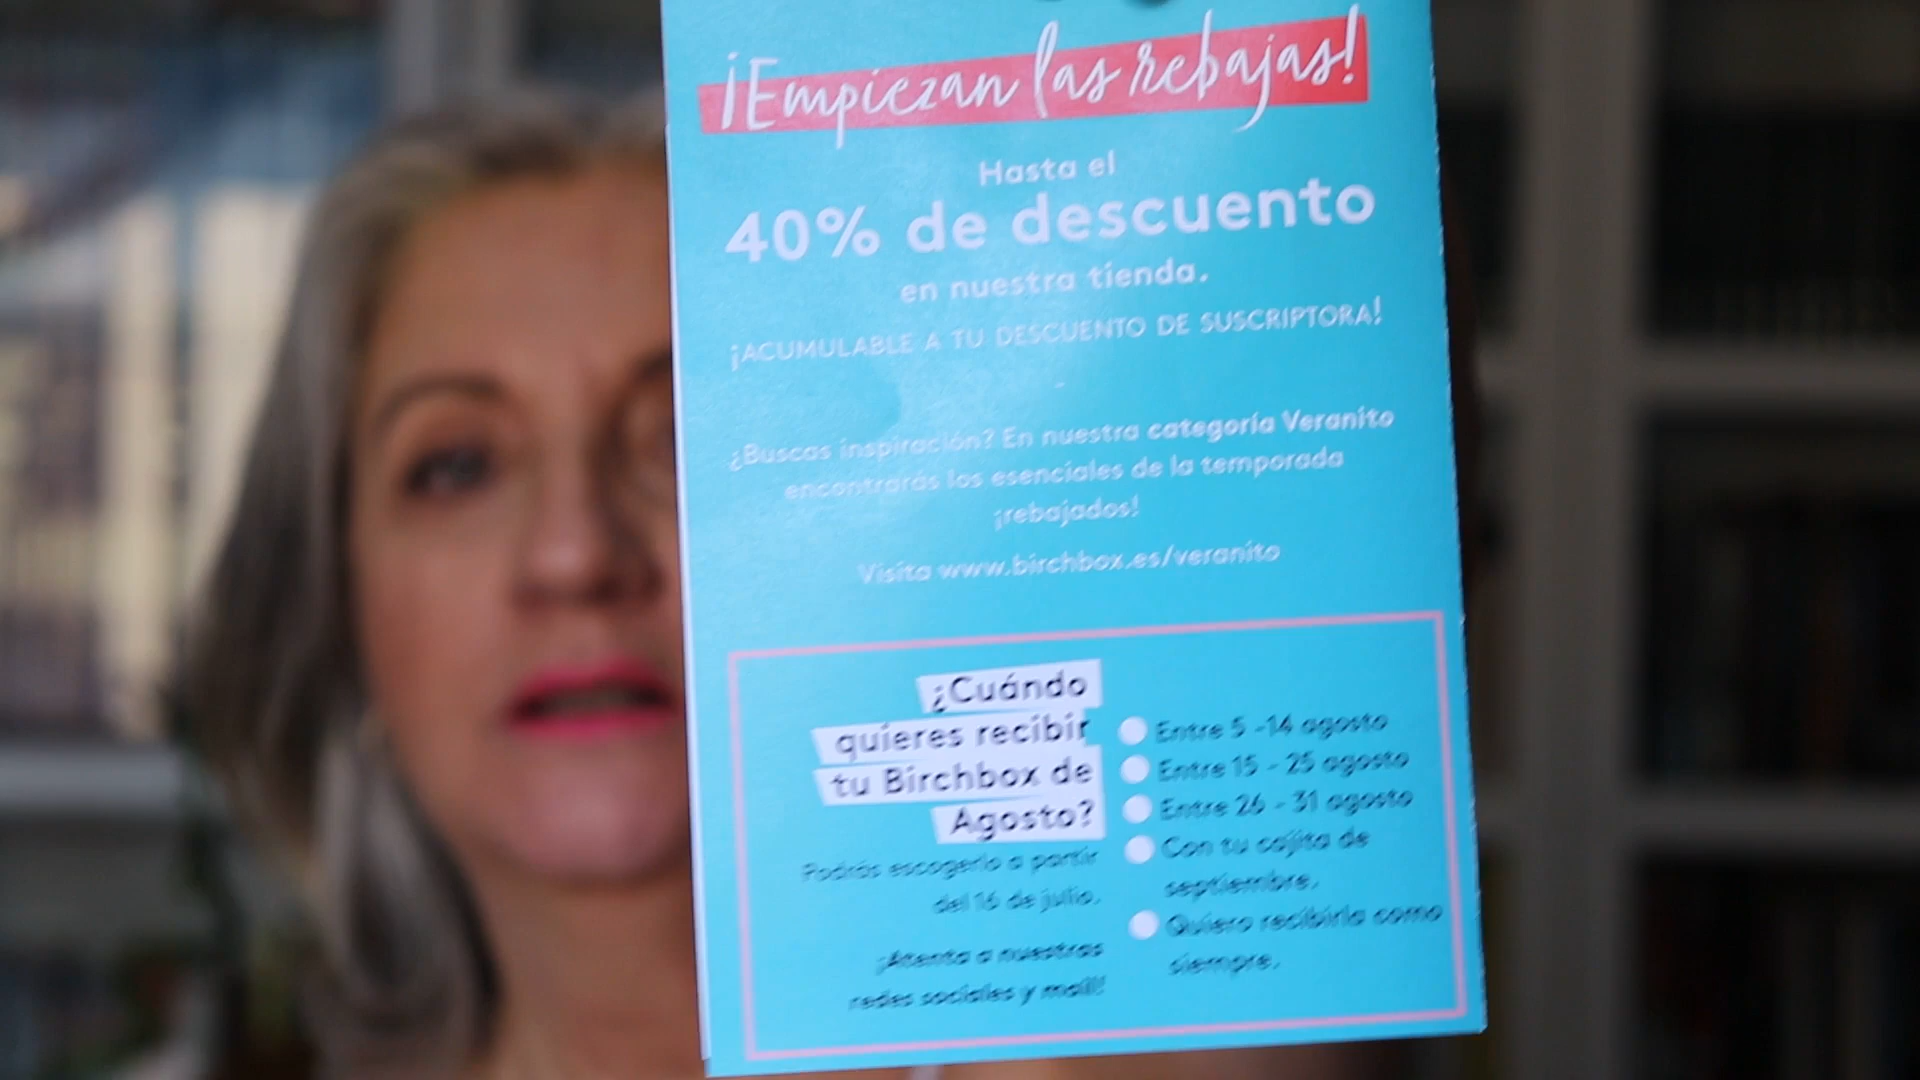 ¡Empiezan las rebajas!
Hasta el
40% de descuento
en nuestra tienda.
¡ACUMULABLE A TU DESCUENTO DE SUSCRIPTORA!
¿Buscas inspiración? En nuestra categoría Veranito
encontrarás los esenciales de la temporada
¡rebajados!
Visita www.birchbox.es/veranito
¿Cuándo
quieres recibir
tu Birchbox de
Agosto?
Podrás escogerlo a partir
del 16 de julio.
¡Atenta a nuestras
redes sociales y mail!
Entre 5 -14 agosto
Entre 15 - 25 agosto
Entre 26 - 31 agosto
Con tu cajita de
septiembre.
Quiero recibirla como
siempre.